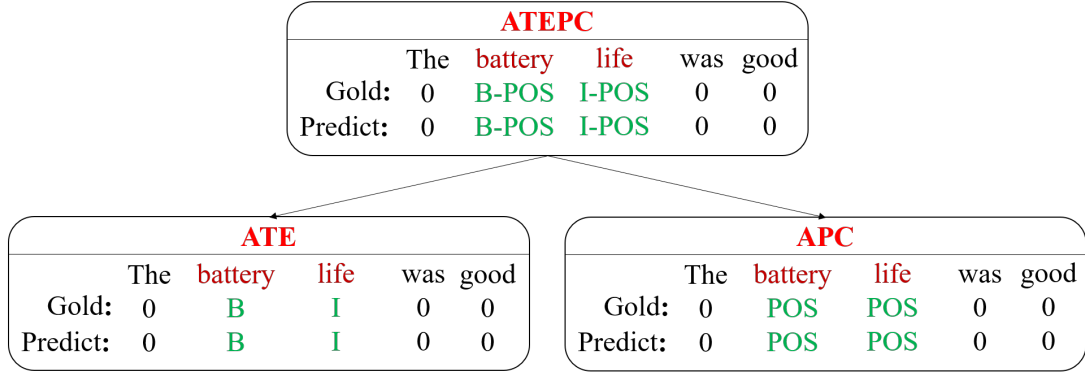 ATEPC
The battery life was good
Gold: 0 B-POS I-POS 0 0
Predict: 0 B-POS I-POS 0 0
ATE
The battery life was good
Gold: 0 B I 0 0
Predict: 0 B I 0 0
APC
The battery life was good
Gold: 0 POS POS 0 0
Predict: 0 POS POS 0 0